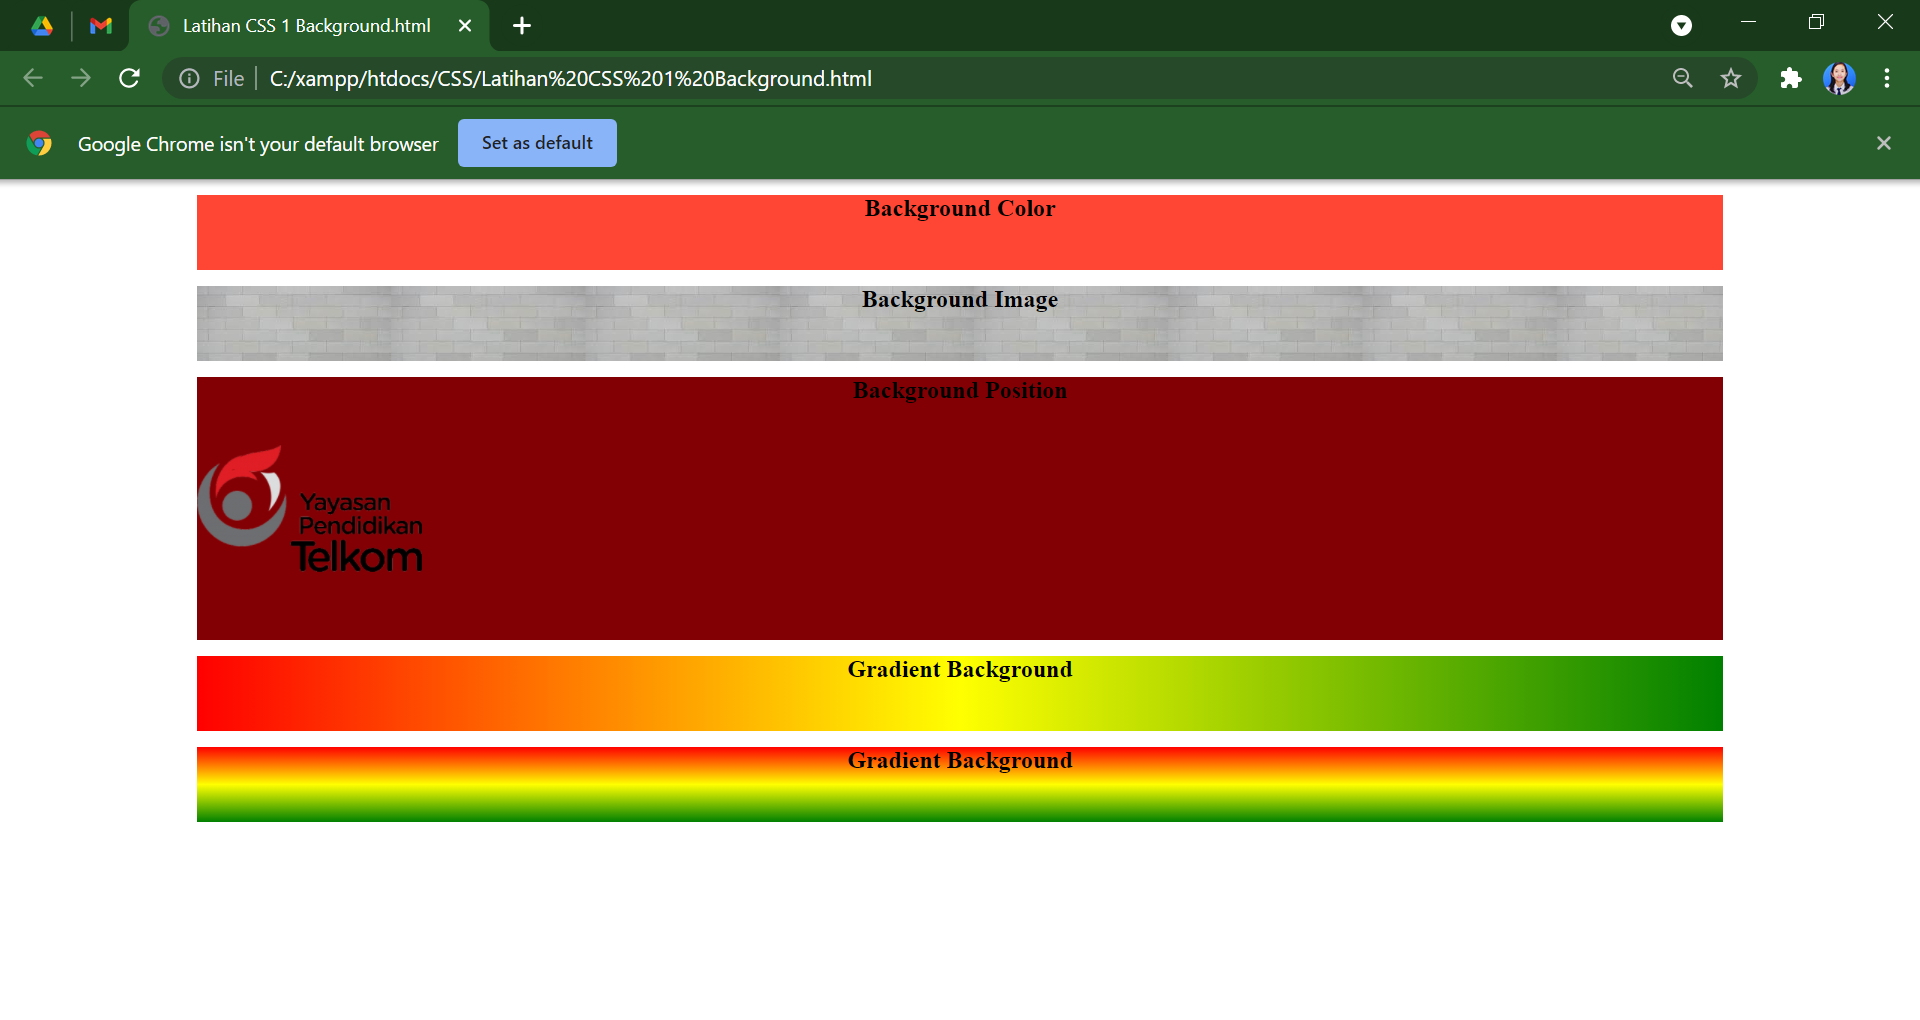 Latihan CSS 1 Background.html
File
C:/xampp/htdocs/CSS/Latihan%20CSS%201%20Background.html
Google Chrome isn't your default browser
Set as default
Background Color
Background Image
Background Position
Yayasan
Pendidikan
Telkom
Gradient Background
Gradient Background